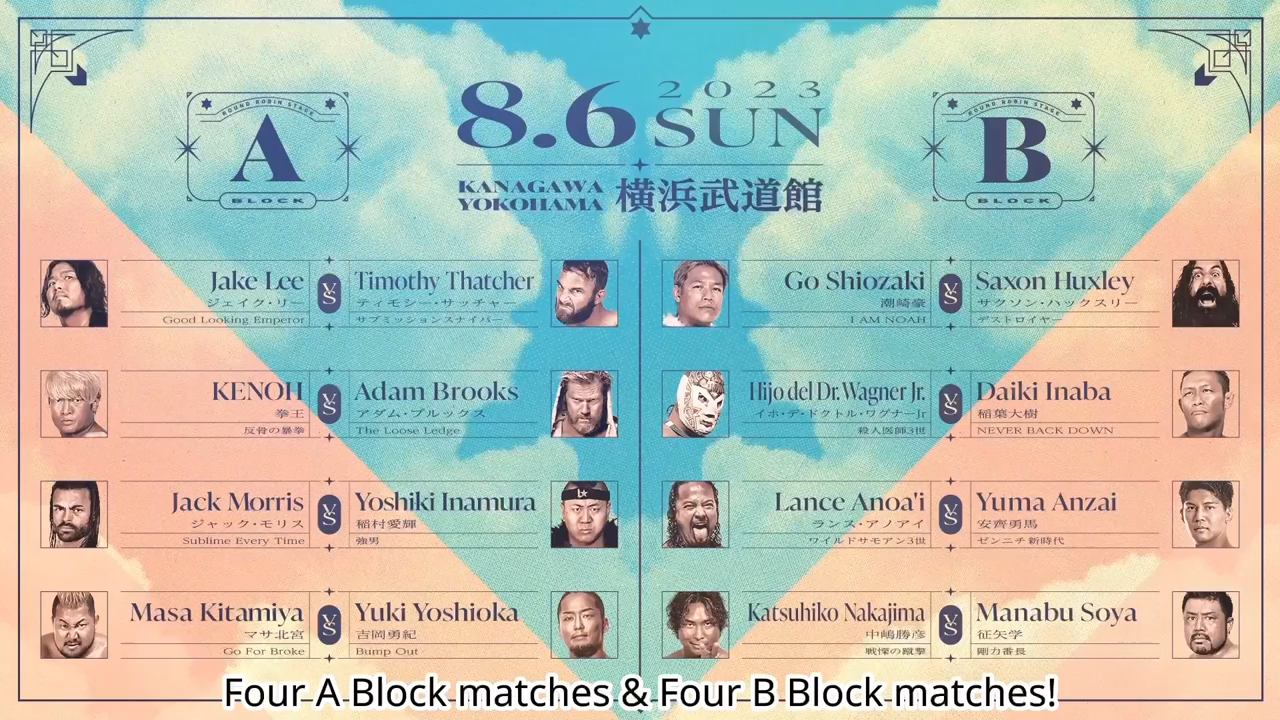 ROUND ROBIN STAGE
A
BLOCK
8.6 2023 SUN
KANAGAWA
YOKOHAMA 横浜武道館
ROUND ROBIN STAGE
B
BLOCK
Jake Lee VS Timothy Thatcher
ジェイク・リー ティモシー・サッチャー
Good Looking Emperor サブミッションスナイパー
KENOH VS Adam Brooks
拳王 アダム・ブルックス
反骨の暴拳 The Loose Ledge
Jack Morris VS Yoshiki Inamura
ジャック・モリス 稲村愛輝
Sublime Every Time 強男
Masa Kitamiya VS Yuki Yoshioka
マサ北宮 吉岡勇紀
Go For Broke Bump Out
Go Shiozaki VS Saxon Huxley
潮崎豪 サクソン・ハックスリー
I AM NOAH デストロイヤー
Hijo del Dr. Wagner Jr. VS Daiki Inaba
イホ・デ・ドクトル・ワグナーJr 稲葉大樹
殺人医師3世 NEVER BACK DOWN
Lance Anoa'i VS Yuma Anzai
ランス・アノアイ 安齊勇馬
ワイルドサモアン3世 ゼンニチ新時代
Katsuhiko Nakajima VS Manabu Soya
中嶋勝彦 征矢学
戦慄の蹴撃 剛力番長
Four A Block matches & Four B Block matches!